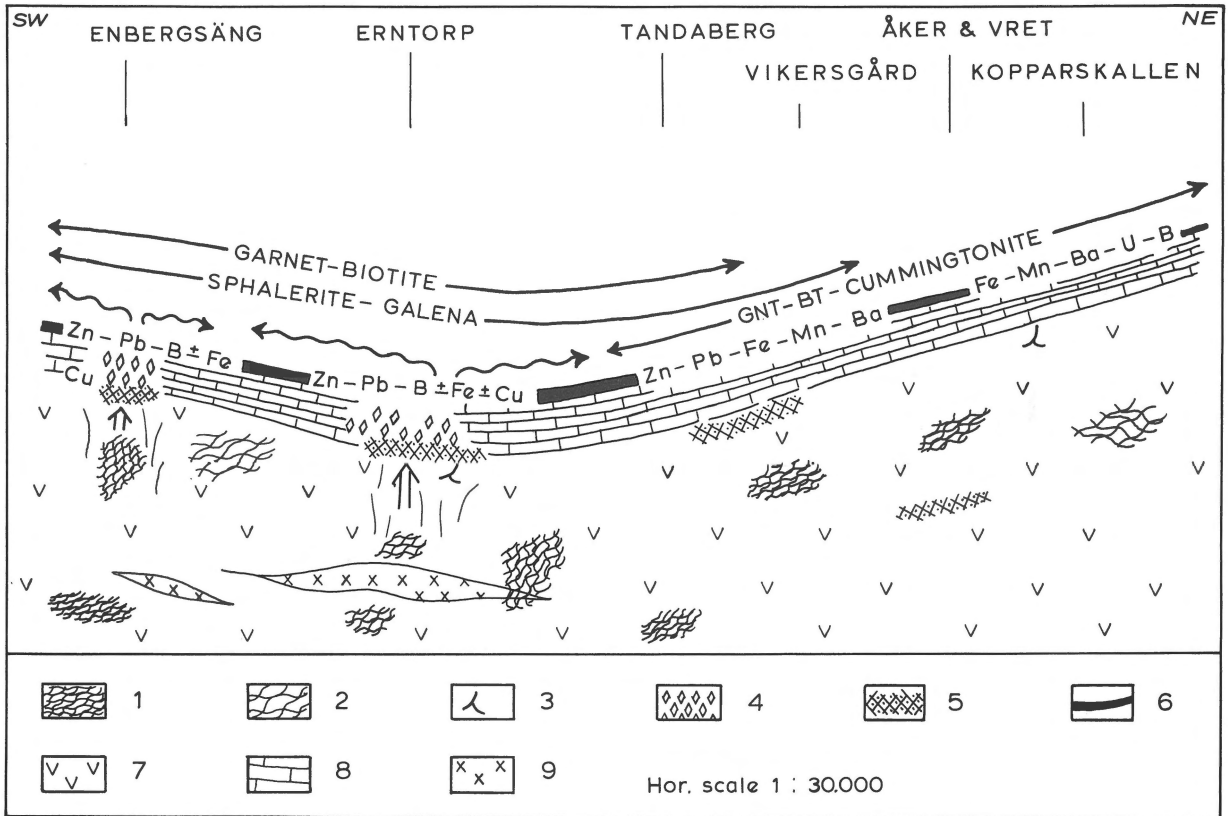 SW
NE
ENBERGSÄNG
ERNTORP
TANDABERG
ÅKER & VRET
VIKERSGÅRD
KOPPARSKALLEN
GARNET-BIOTITE
SPHALERITE-GALENA
GNT-BT-CUMMINGTONITE
Fe-Mn-Ba-U-B
Zn-Pb-Fe-Mn-Ba
Zn-Pb-B±Fe
Cu
Zn-Pb-B±Fe±Cu
1
2
3
4
5
6
7
8
9
Hor. scale 1 : 30.000